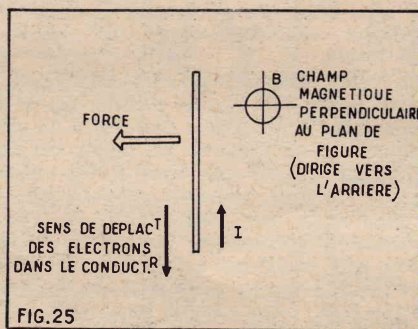 FORCE
B
CHAMP
MAGNETIQUE
PERPENDICULAIRE
AU PLAN DE
FIGURE
(DIRIGE VERS
L'ARRIERE)
SENS DE DEPLACT
DES ELECTRONS
DANS LE CONDUCT.R
I
FIG.25